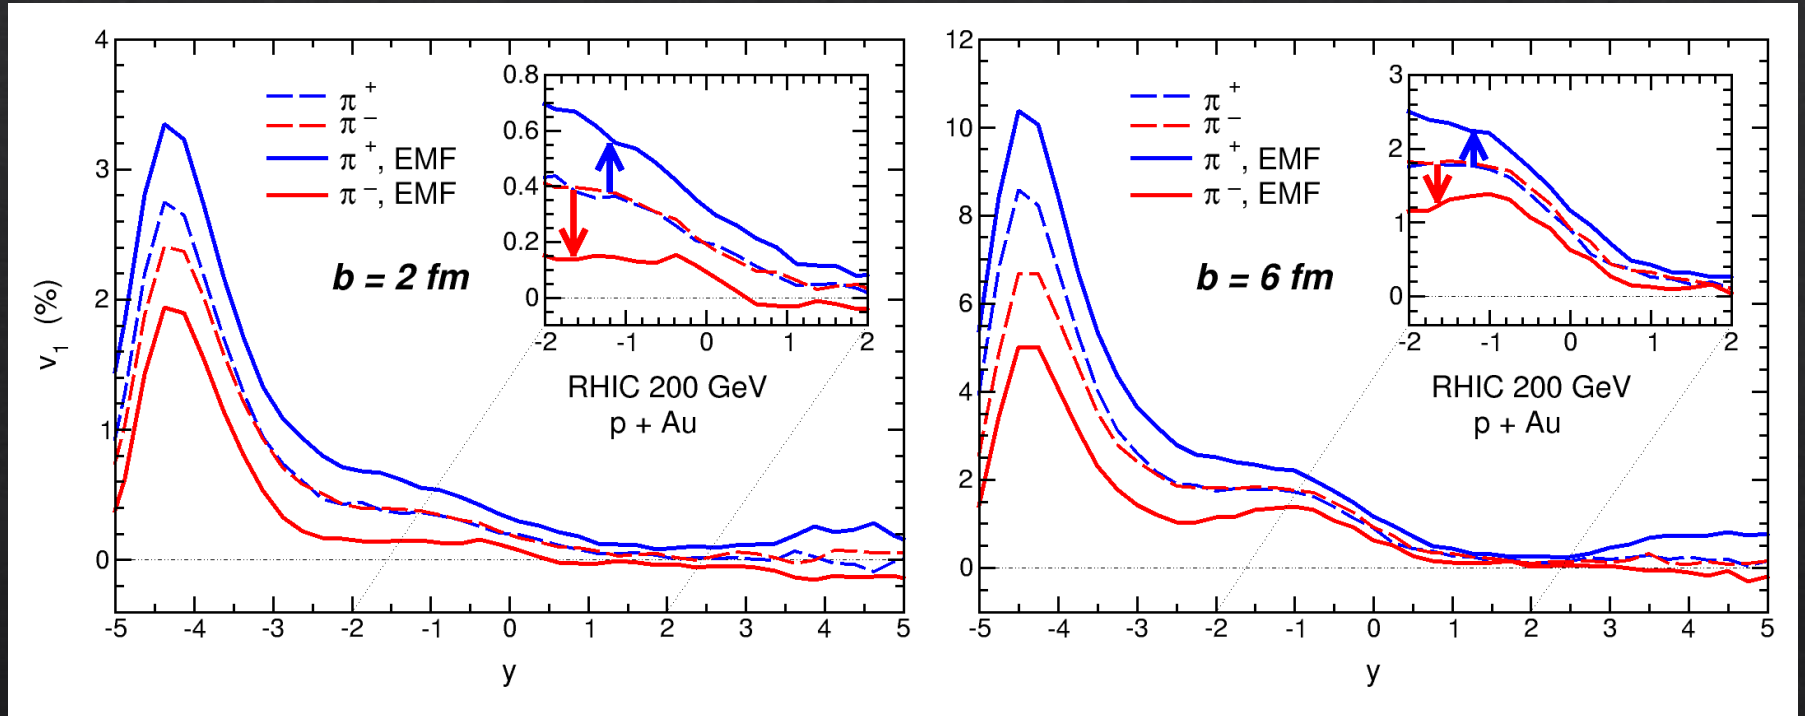 v₁ (%)
4
3
2
1
0
π⁺
π⁻
π⁺, EMF
π⁻, EMF
b = 2 fm
0.8
0.6
0.4
0.2
0
-2 -1 0 1 2
RHIC 200 GeV
p + Au
-5 -4 -3 -2 -1 0 1 2 3 4 5
y
12
10
8
6
4
2
0
π⁺
π⁻
π⁺, EMF
π⁻, EMF
b = 6 fm
3
2
1
0
-2 -1 0 1 2
RHIC 200 GeV
p + Au
-5 -4 -3 -2 -1 0 1 2 3 4 5
y